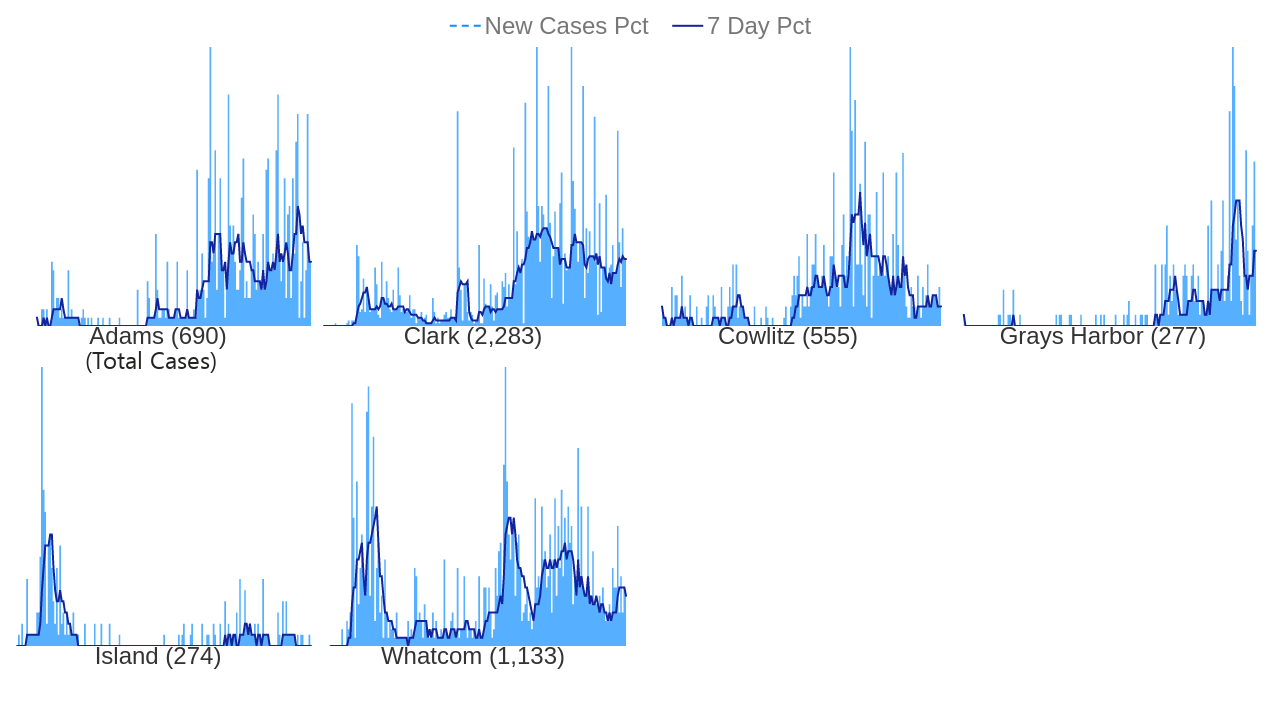 New Cases Pct 7 Day Pct
Adams (690)
(Total Cases)
Clark (2,283)
Cowlitz (555)
Grays Harbor (277)
Island (274)
Whatcom (1,133)